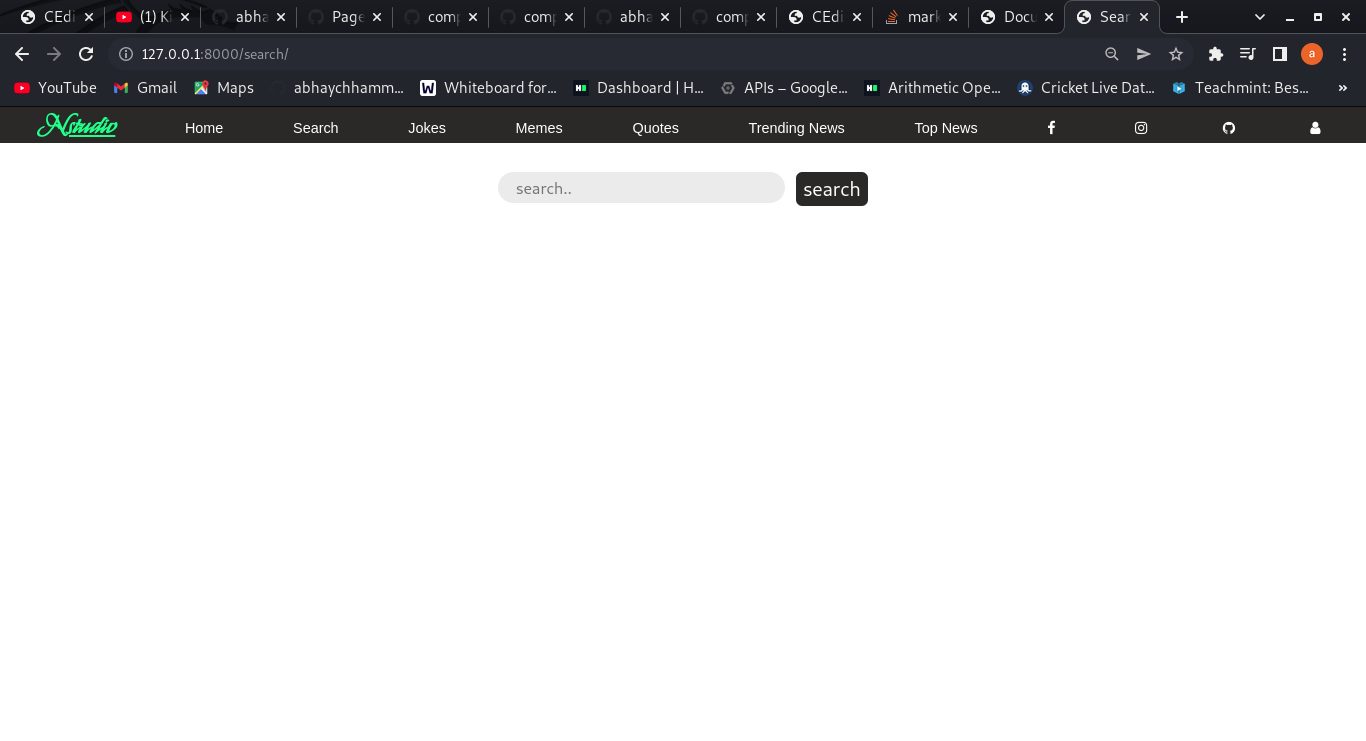 CEdi (1) Ki abha Page comp comp abha comp CEdi mark Docu Sear
127.0.0.1:8000/search/ a
YouTube Gmail Maps abhaychhamm... Whiteboard for... Dashboard | H... APIs – Google... Arithmetic Ope... Cricket Live Dat... Teachmint: Bes... »
Nstudio Home Search Jokes Memes Quotes Trending News Top News
search.. search